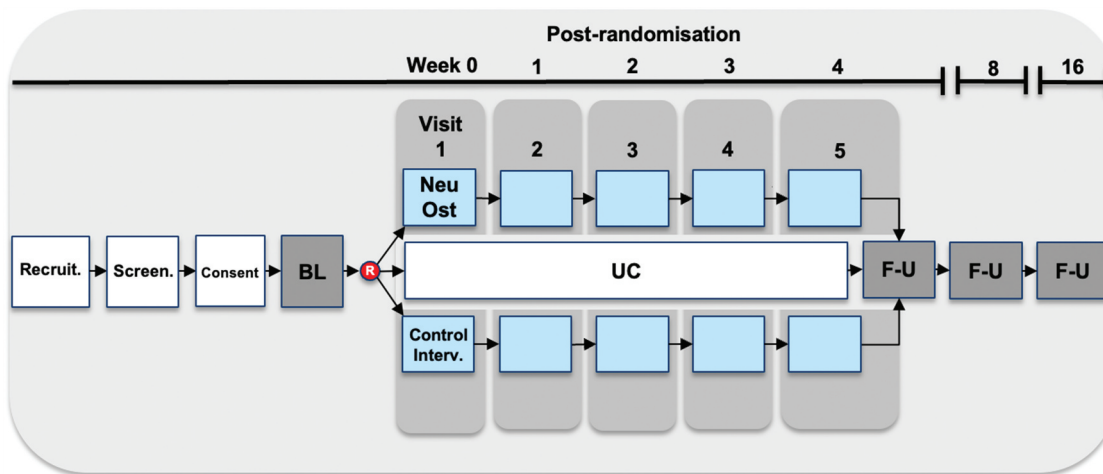 Post-randomisation
Week 0 1 2 3 4 8 16
Visit
1 2 3 4 5
Neu
Ost
Recruit. Screen. Consent BL R UC F-U F-U F-U
Control
Interv.